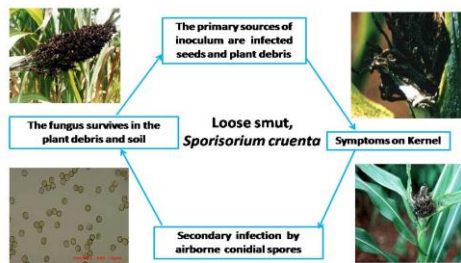 The primary sources of
inoculum are infected
seeds and plant debris
The fungus survives in the
plant debris and soil
Loose smut,
Sporisorium cruenta
Symptoms on Kernel
Secondary infection by
airborne conidial spores